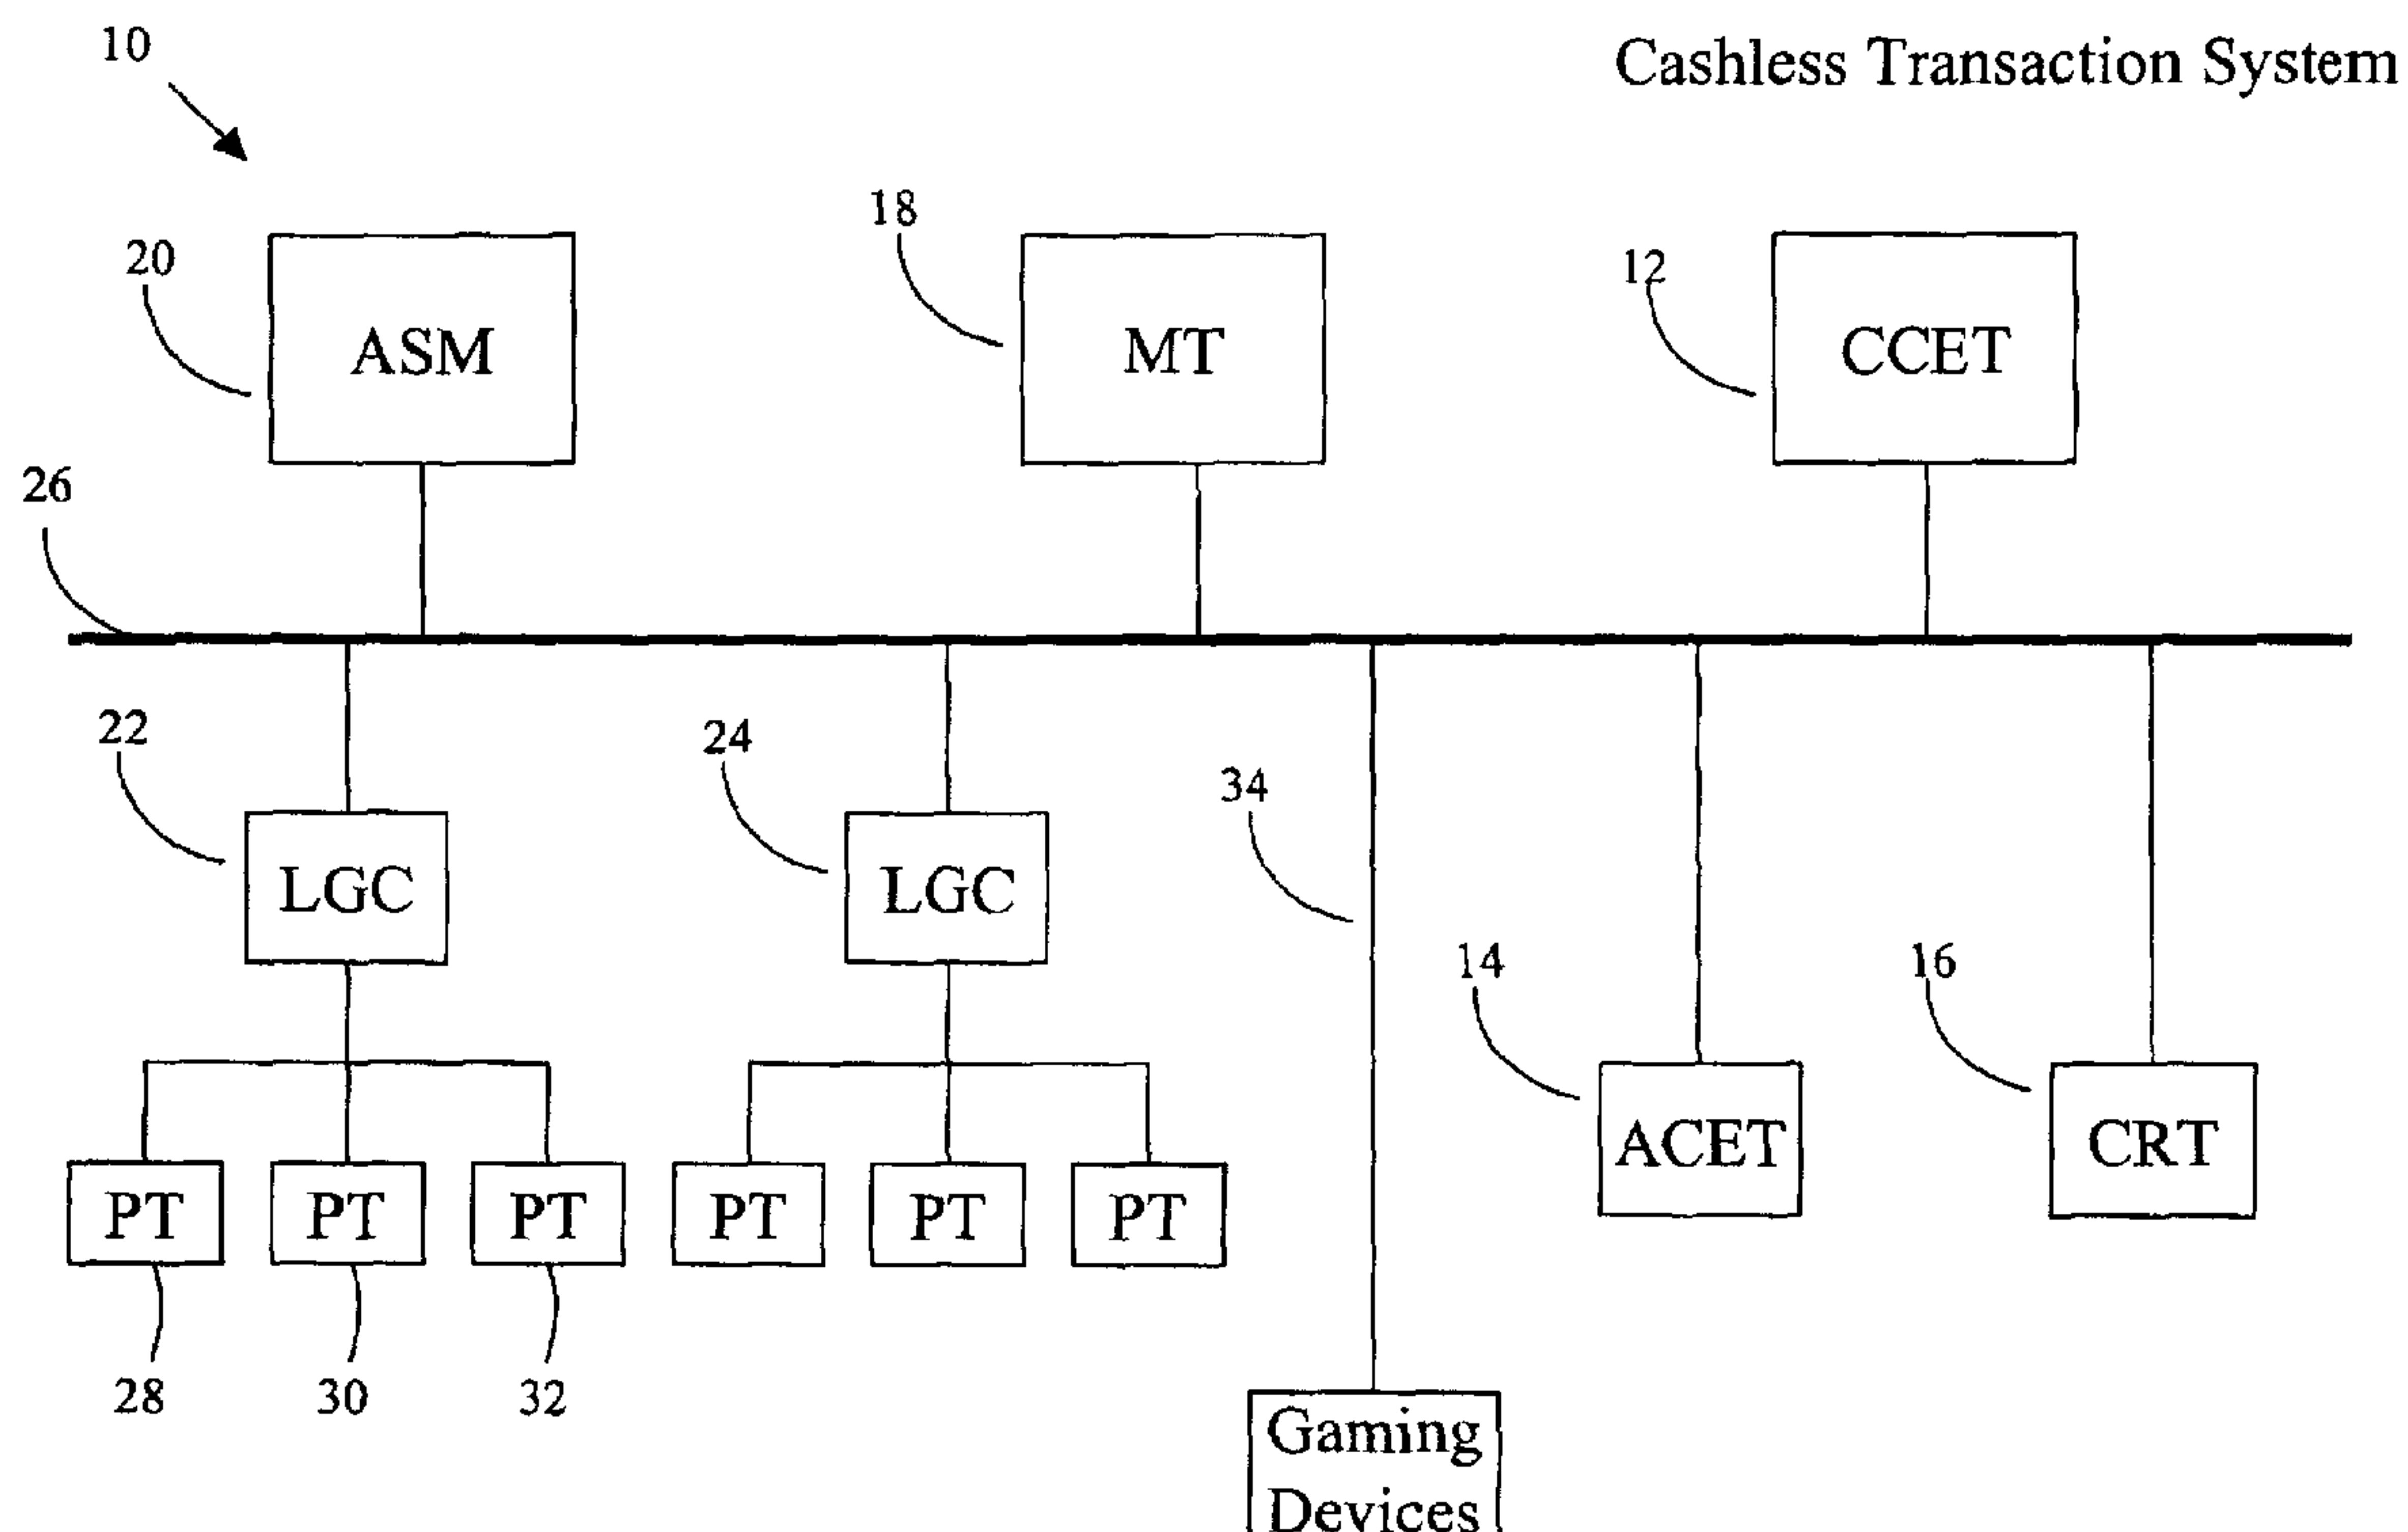 10
Cashless Transaction System
20
ASM
18
MT
12
CCET
26
22
LGC
24
LGC
34
14
ACET
16
CRT
PT
PT
PT
PT
PT
PT
28
30
32
Gaming
Devices